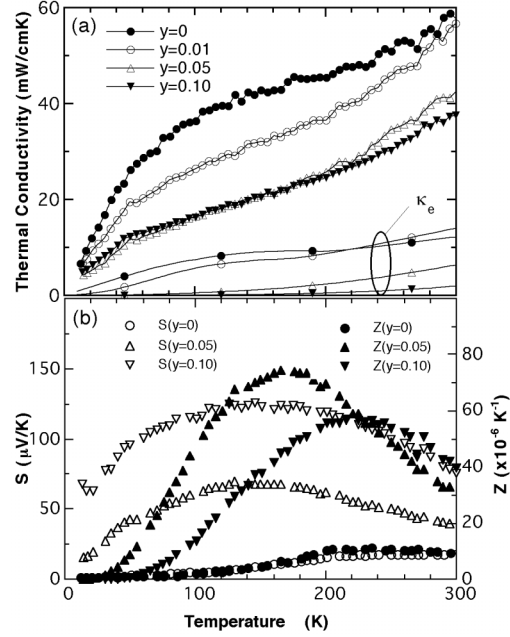 60
(a)
y=0
y=0.01
y=0.05
y=0.10
40
20
0
Thermal Conductivity (mW/cmK)
κe
(b)
S(y=0)
S(y=0.05)
S(y=0.10)
Z(y=0)
Z(y=0.05)
Z(y=0.10)
150
100
50
0
S (μV/K)
80
60
40
20
0
Z (x10-6 K-1)
0
100
200
300
Temperature (K)